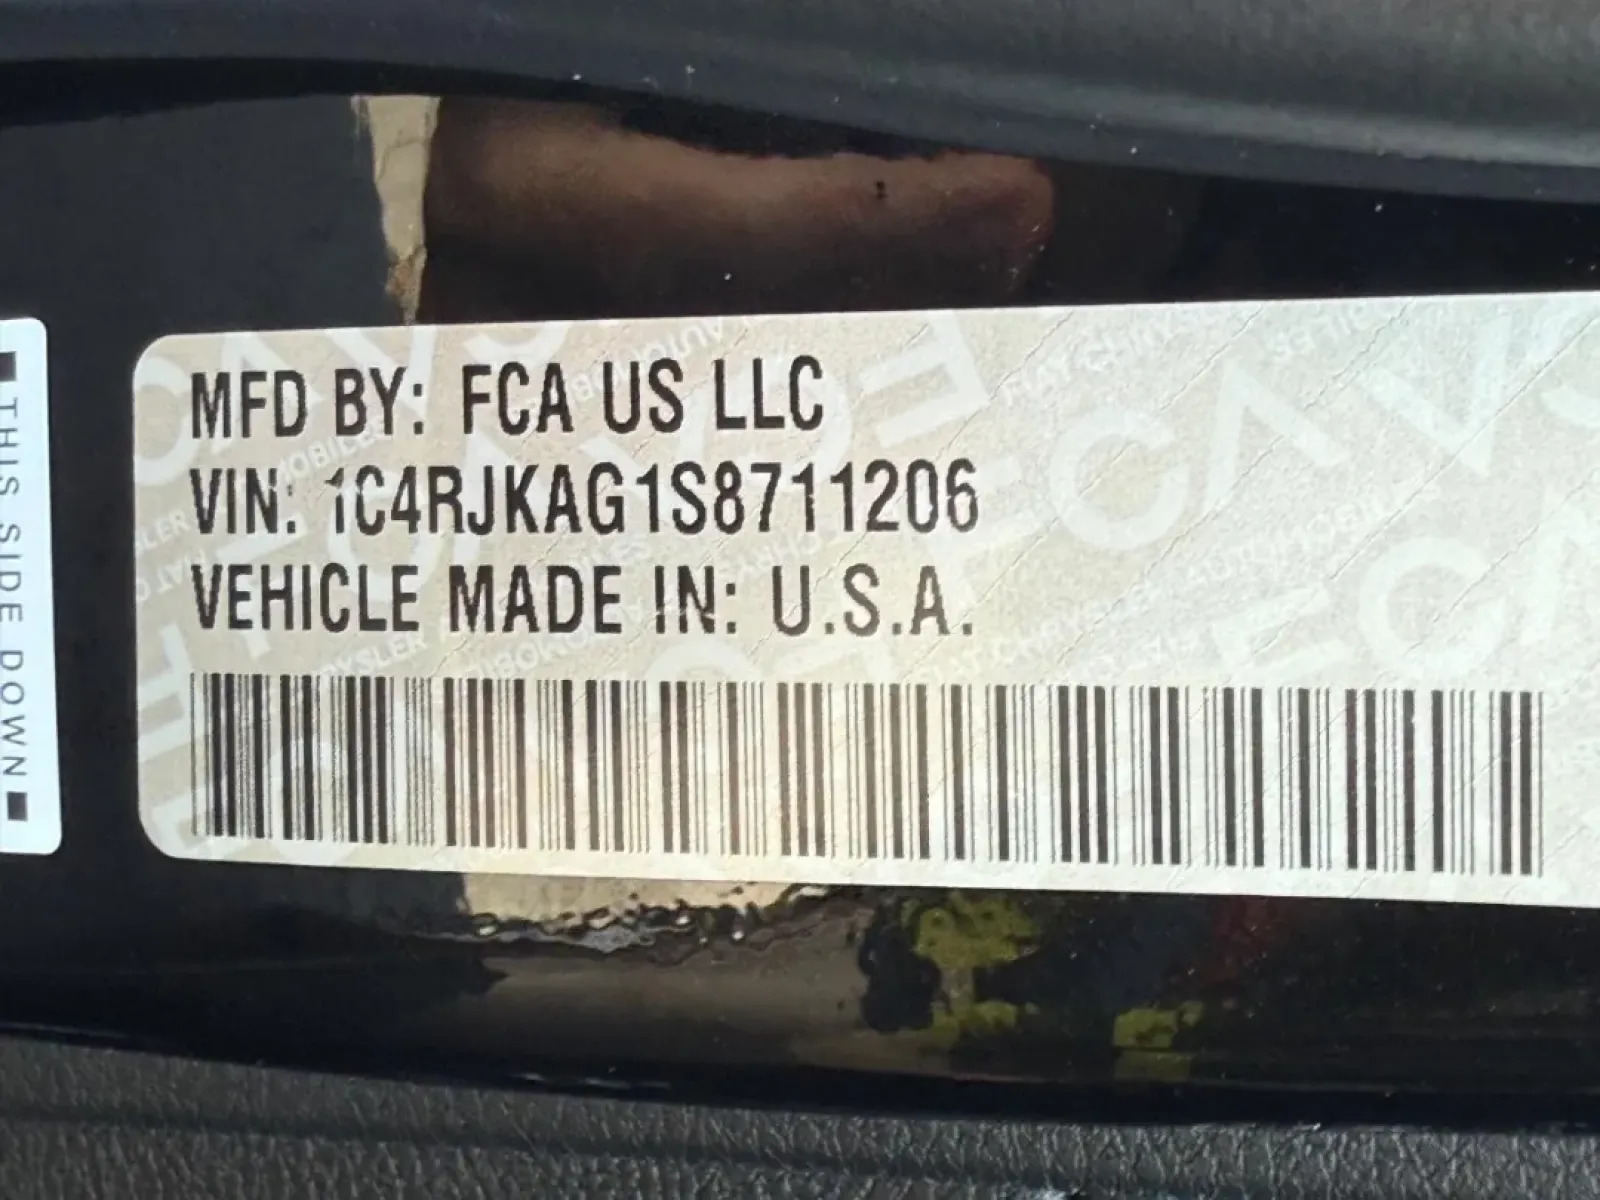 MFD BY: FCA US LLC
VIN: 1C4RJKAG1S8711206
VEHICLE MADE IN: U.S.A.
THIS SIDE DOWN